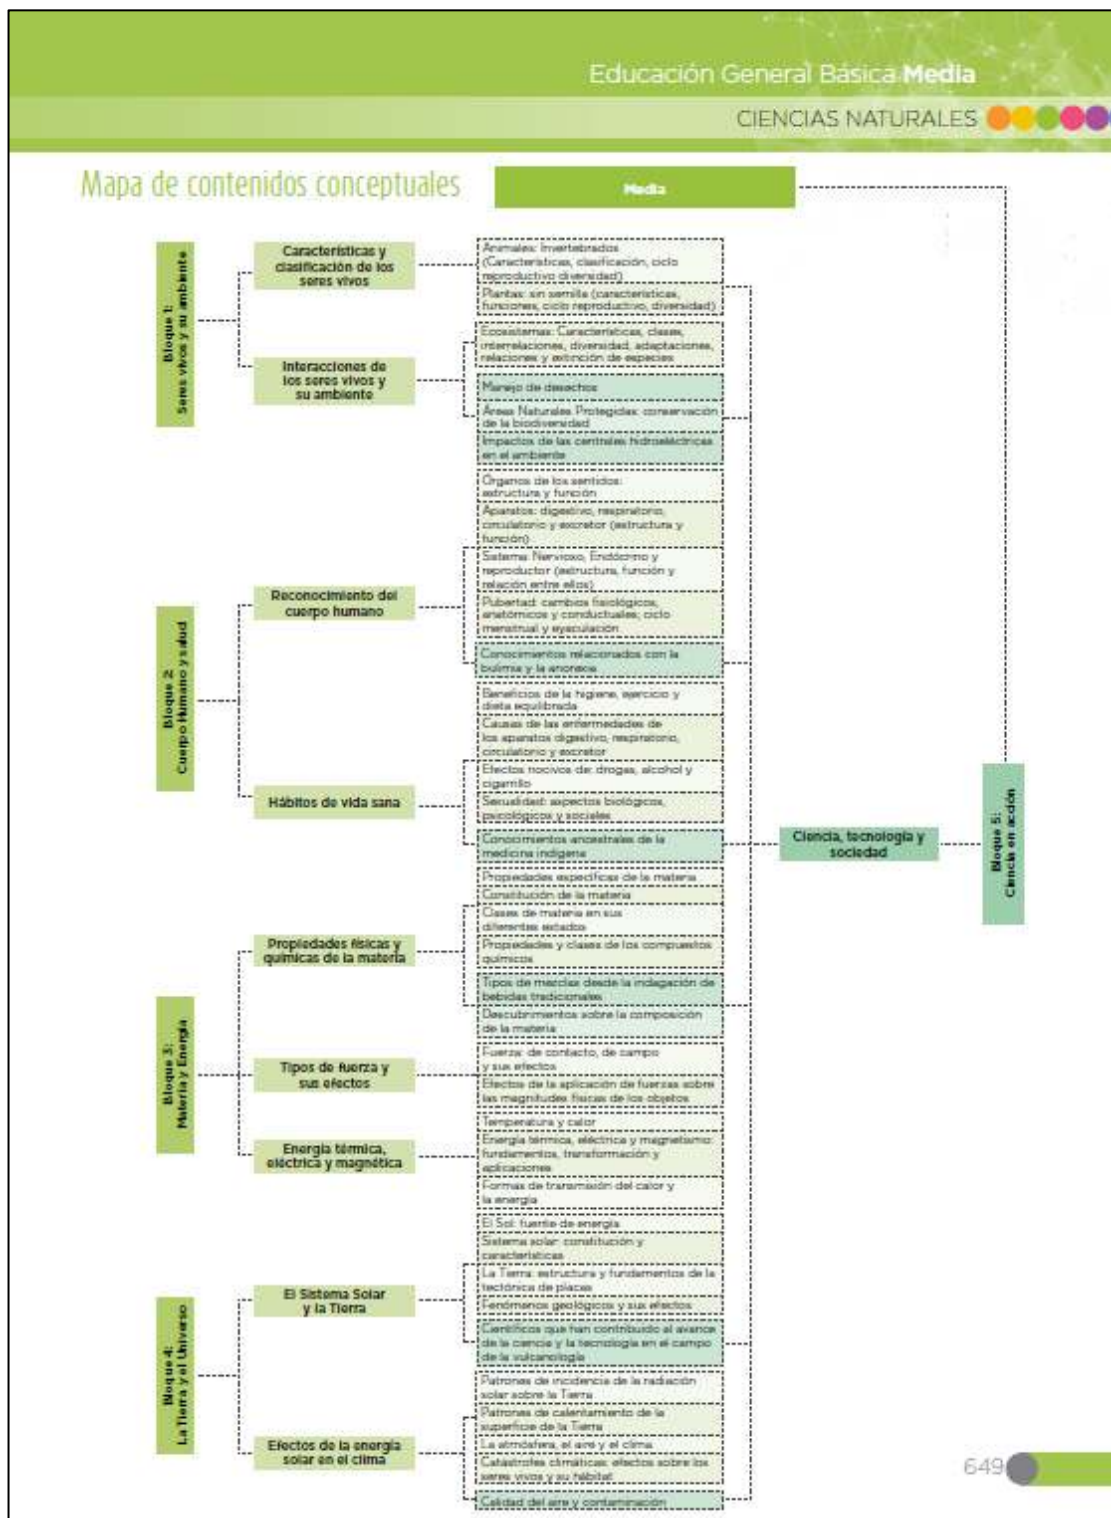 Educación General Básica Media
CIENCIAS NATURALES
Mapa de contenidos conceptuales
Media
Bloque 1:
Seres vivos y su ambiente
Características y
clasificación de los
seres vivos
Animales: Invertebrados
(Características, clasificación, ciclo
reproductivo diversidad)
Plantas: sin semilla (características,
funciones, ciclo reproductivo, diversidad)
Interacciones de
los seres vivos y
su ambiente
Ecosistemas: Características, clases,
interrelaciones, diversidad, adaptaciones,
relaciones y extinción de especies
Manejo de desechos
Áreas Naturales Protegidas: conservación
de la biodiversidad
Impactos de las centrales hidroeléctricas
en el ambiente
Bloque 2:
Cuerpo Humano y salud
Reconocimiento del
cuerpo humano
Órganos de los sentidos:
estructura y función
Aparatos: digestivo, respiratorio,
circulatorio y excretor (estructura y
función)
Sistema: Nervioso, Endócrino y
reproductor (estructura, función y
relación entre ellos)
Pubertad: cambios fisiológicos,
anatómicos y conductuales; ciclo
menstrual y eyaculación
Conocimientos relacionados con la
bulimia y la anorexia
Hábitos de vida sana
Beneficios de la higiene, ejercicio y
dieta equilibrada
Causas de las enfermedades de
los aparatos digestivo, respiratorio,
circulatorio y excretor
Efectos nocivos de: drogas, alcohol y
cigarrillo
Sexualidad: aspectos biológicos,
psicológicos y sociales
Conocimientos ancestrales de la
medicina indígena
Bloque 3:
Materia y Energía
Propiedades físicas y
químicas de la materia
Propiedades específicas de la materia
Constitución de la materia
Clases de materia en sus
diferentes estados
Propiedades y clases de los compuestos
químicos
Tipos de mezclas desde la indagación de
bebidas tradicionales
Descubrimientos sobre la composición
de la materia
Tipos de fuerza y
sus efectos
Fuerza: de contacto, de campo
y sus efectos
Efectos de la aplicación de fuerzas sobre
las magnitudes físicas de los objetos
Energía térmica,
eléctrica y magnética
Temperatura y calor
Energía térmica, eléctrica y magnetismo:
fundamentos, transformación y
aplicaciones
Formas de transmisión del calor y
la energía
Bloque 4:
La Tierra y el Universo
El Sistema Solar
y la Tierra
El Sol: fuente de energía
Sistema solar: constitución y
características
La Tierra: estructura y fundamentos de la
tectónica de placas
Fenómenos geológicos y sus efectos
Científicos que han contribuido al avance
de la ciencia y la tecnología en el campo
de la vulcanología
Efectos de la energía
solar en el clima
Patrones de incidencia de la radiación
solar sobre la Tierra
Patrones de calentamiento de la
superficie de la Tierra
La atmósfera, el aire y el clima
Catástrofes climáticas: efectos sobre los
seres vivos y su hábitat
Calidad del aire y contaminación
Ciencia, tecnología y
sociedad
Bloque 5:
Ciencia en acción
649